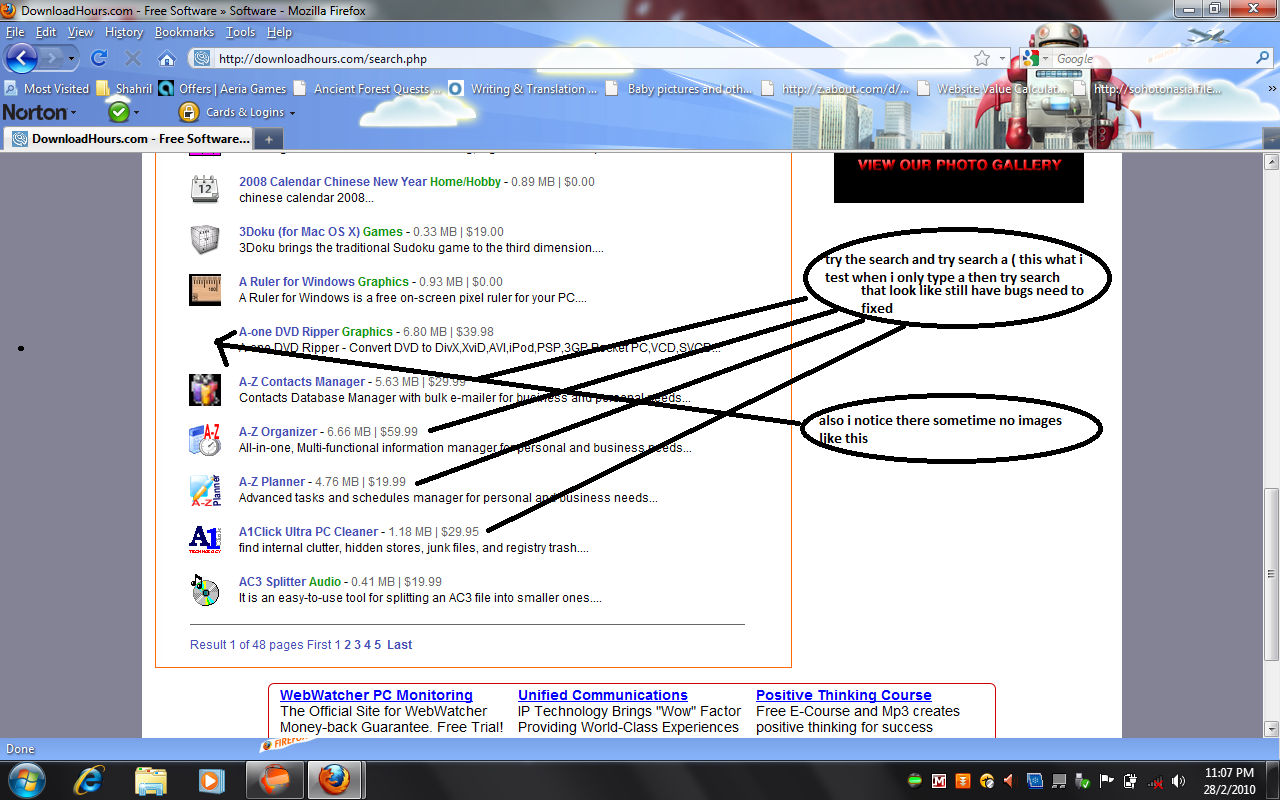 DownloadHours.com - Free Software » Software - Mozilla Firefox
File Edit View History Bookmarks Tools Help
http://downloadhours.com/search.php
Google
Most Visited Shahril Offers | Aeria Games Ancient Forest Quests ... Writing & Translation ... Baby pictures and oth... http://z.about.com/d/... Website Value Calculat... http://sohotonasia.file...
Norton Cards & Logins
DownloadHours.com - Free Software...
VIEW OUR PHOTO GALLERY
12
2008 Calendar Chinese New Year Home/Hobby - 0.89 MB | $0.00
chinese calendar 2008...
3Doku (for Mac OS X) Games - 0.33 MB | $19.00
3Doku brings the traditional Sudoku game to the third dimension....
A Ruler for Windows Graphics - 0.93 MB | $0.00
A Ruler for Windows is a free on-screen pixel ruler for your PC....
A-one DVD Ripper Graphics - 6.80 MB | $39.98
A-one DVD Ripper - Convert DVD to DivX,XviD,AVI,iPod,PSP,3GP,Pocket PC,VCD,SVCD...
A-Z Contacts Manager - 5.63 MB | $29.99
Contacts Database Manager with bulk e-mailer for business and personal needs...
A-Z
A-Z Organizer - 6.66 MB | $59.99
All-in-one, Multi-functional information manager for personal and business needs...
A-Z Planner
A-Z Planner - 4.76 MB | $19.99
Advanced tasks and schedules manager for personal and business needs...
A1 TECHNOLOGY
A1Click Ultra PC Cleaner - 1.18 MB | $29.95
find internal clutter, hidden stores, junk files, and registry trash....
AC3 Splitter Audio - 0.41 MB | $19.99
It is an easy-to-use tool for splitting an AC3 file into smaller ones....
Result 1 of 48 pages First 1 2 3 4 5 Last
try the search and try search a ( this what i
test when i only type a then try search
that look like still have bugs need to
fixed
also i notice there sometime no images
like this
WebWatcher PC Monitoring
The Official Site for WebWatcher
Money-back Guarantee. Free Trial!
Unified Communications
IP Technology Brings "Wow" Factor
Providing World-Class Experiences
Positive Thinking Course
Free E-Course and Mp3 creates
positive thinking for success
Done
11:07 PM
28/2/2010